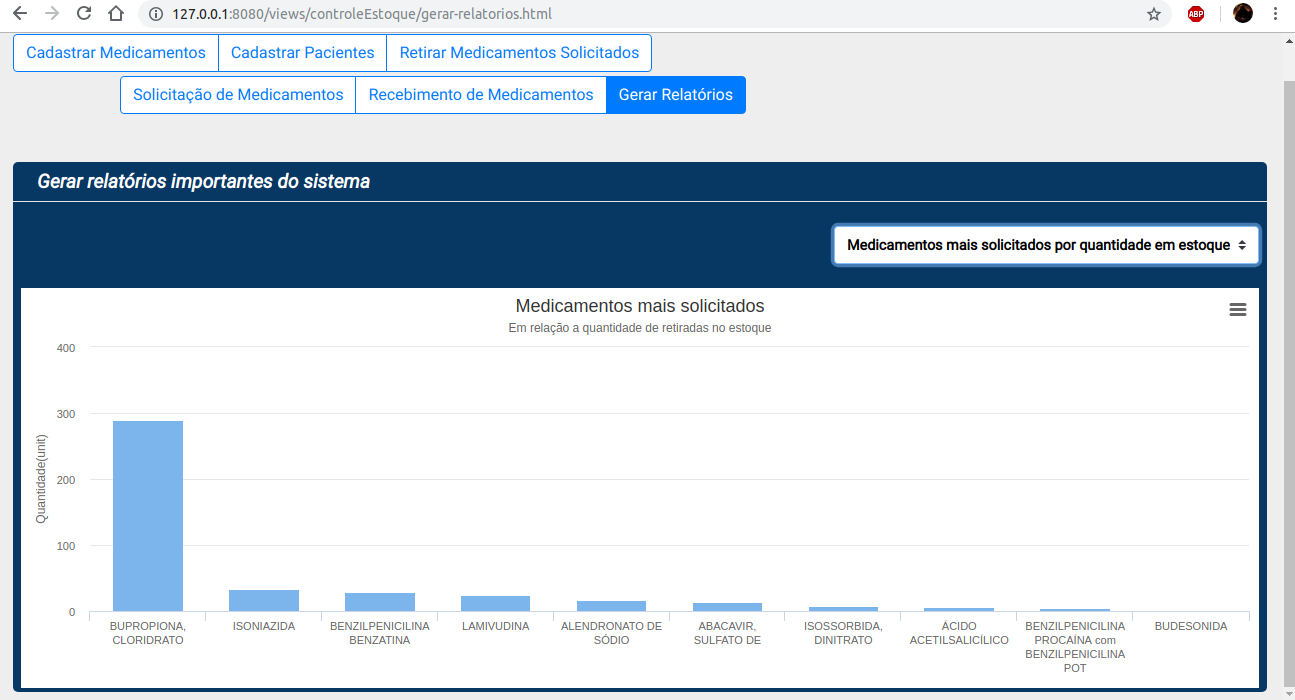 127.0.0.1:8080/views/controleEstoque/gerar-relatorios.html
ABP
Cadastrar Medicamentos Cadastrar Pacientes Retirar Medicamentos Solicitados
Solicitação de Medicamentos Recebimento de Medicamentos Gerar Relatórios
Gerar relatórios importantes do sistema
Medicamentos mais solicitados por quantidade em estoque
Medicamentos mais solicitados
Em relação a quantidade de retiradas no estoque
Quantidade(unit)
400
300
200
100
0
BUPROPIONA,
CLORIDRATO
ISONIAZIDA
BENZILPENICILINA
BENZATINA
LAMIVUDINA
ALENDRONATO DE
SÓDIO
ABACAVIR,
SULFATO DE
ISOSSORBIDA,
DINITRATO
ÁCIDO
ACETILSALICÍLICO
BENZILPENICILINA
PROCAÍNA com
BENZILPENICILINA
POT
BUDESONIDA